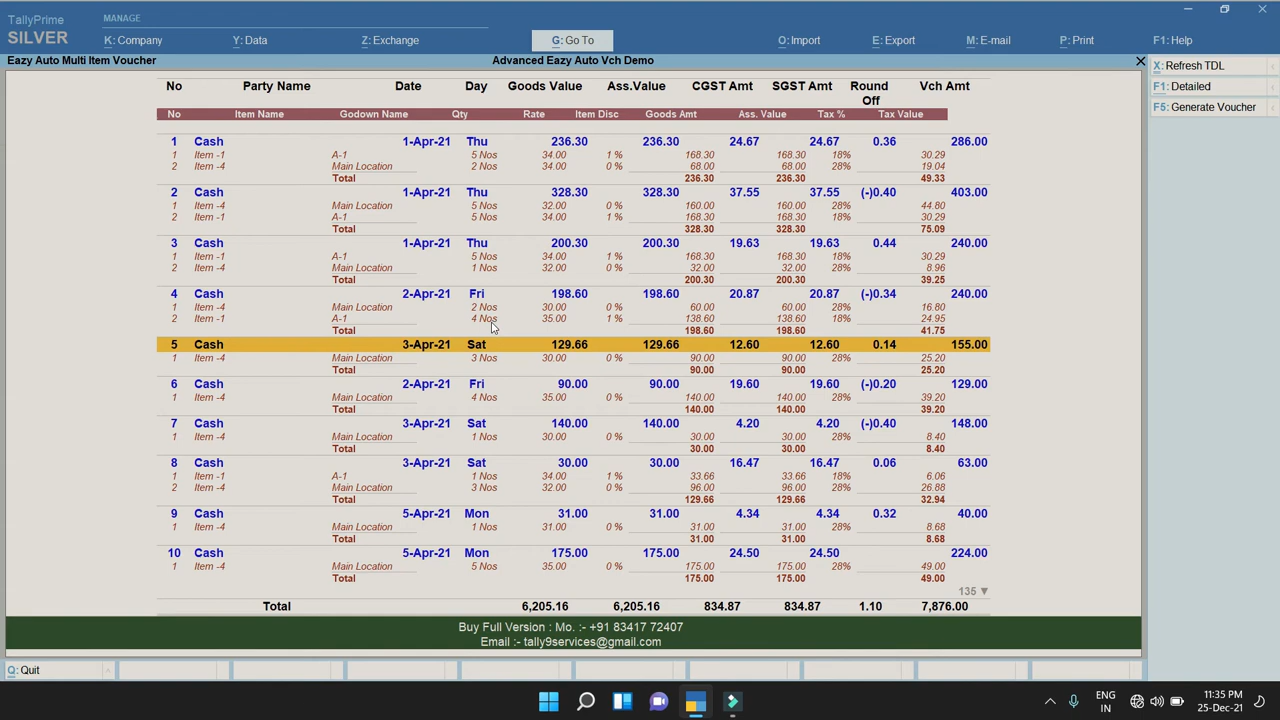 TallyPrime
SILVER
MANAGE
K: Company
Y: Data
Z: Exchange
G: Go To
O: Import
E: Export
M: E-mail
P: Print
F1: Help
Eazy Auto Multi Item Voucher
Advanced Eazy Auto Vch Demo
X: Refresh TDL
F1: Detailed
F5: Generate Voucher
No Party Name Date Day Goods Value Ass.Value CGST Amt SGST Amt Round Off Vch Amt
No Item Name Godown Name Qty Rate Item Disc Goods Amt Ass. Value Tax % Tax Value
1 Cash 1-Apr-21 Thu 236.30 236.30 24.67 24.67 0.36 286.00
1 Item -1 A-1 5 Nos 34.00 1 % 168.30 168.30 18% 30.29
2 Item -4 Main Location 2 Nos 34.00 0 % 68.00 68.00 28% 19.04
Total 236.30 236.30 49.33
2 Cash 1-Apr-21 Thu 328.30 328.30 37.55 37.55 (-)0.40 403.00
1 Item -4 Main Location 5 Nos 32.00 0 % 160.00 160.00 28% 44.80
2 Item -1 A-1 5 Nos 34.00 1 % 168.30 168.30 18% 30.29
Total 328.30 328.30 75.09
3 Cash 1-Apr-21 Thu 200.30 200.30 19.63 19.63 0.44 240.00
1 Item -1 A-1 5 Nos 34.00 1 % 168.30 168.30 18% 30.29
2 Item -4 Main Location 1 Nos 32.00 0 % 32.00 32.00 28% 8.96
Total 200.30 200.30 39.25
4 Cash 2-Apr-21 Fri 198.60 198.60 20.87 20.87 (-)0.34 240.00
1 Item -4 Main Location 2 Nos 30.00 0 % 60.00 60.00 28% 16.80
2 Item -1 A-1 4 Nos 35.00 1 % 138.60 138.60 18% 24.95
Total 198.60 198.60 41.75
5 Cash 3-Apr-21 Sat 129.66 129.66 12.60 12.60 0.14 155.00
1 Item -4 Main Location 3 Nos 30.00 0 % 90.00 90.00 28% 25.20
Total 90.00 90.00 25.20
6 Cash 2-Apr-21 Fri 90.00 90.00 19.60 19.60 (-)0.20 129.00
1 Item -4 Main Location 4 Nos 35.00 0 % 140.00 140.00 28% 39.20
Total 140.00 140.00 39.20
7 Cash 3-Apr-21 Sat 140.00 140.00 4.20 4.20 (-)0.40 148.00
1 Item -4 Main Location 1 Nos 30.00 0 % 30.00 30.00 28% 8.40
Total 30.00 30.00 8.40
8 Cash 3-Apr-21 Sat 30.00 30.00 16.47 16.47 0.06 63.00
1 Item -1 A-1 1 Nos 34.00 1 % 33.66 33.66 18% 6.06
2 Item -4 Main Location 3 Nos 32.00 0 % 96.00 96.00 28% 26.88
Total 129.66 129.66 32.94
9 Cash 5-Apr-21 Mon 31.00 31.00 4.34 4.34 0.32 40.00
1 Item -4 Main Location 1 Nos 31.00 0 % 31.00 31.00 28% 8.68
Total 31.00 31.00 8.68
10 Cash 5-Apr-21 Mon 175.00 175.00 24.50 24.50 224.00
1 Item -4 Main Location 5 Nos 35.00 0 % 175.00 175.00 28% 49.00
Total 175.00 175.00 49.00
135 ▼
Total 6,205.16 6,205.16 834.87 834.87 1.10 7,876.00
Buy Full Version : Mo. :- +91 83417 72407
Email :- tally9services@gmail.com
Q: Quit
ENG
IN
11:35 PM
25-Dec-21